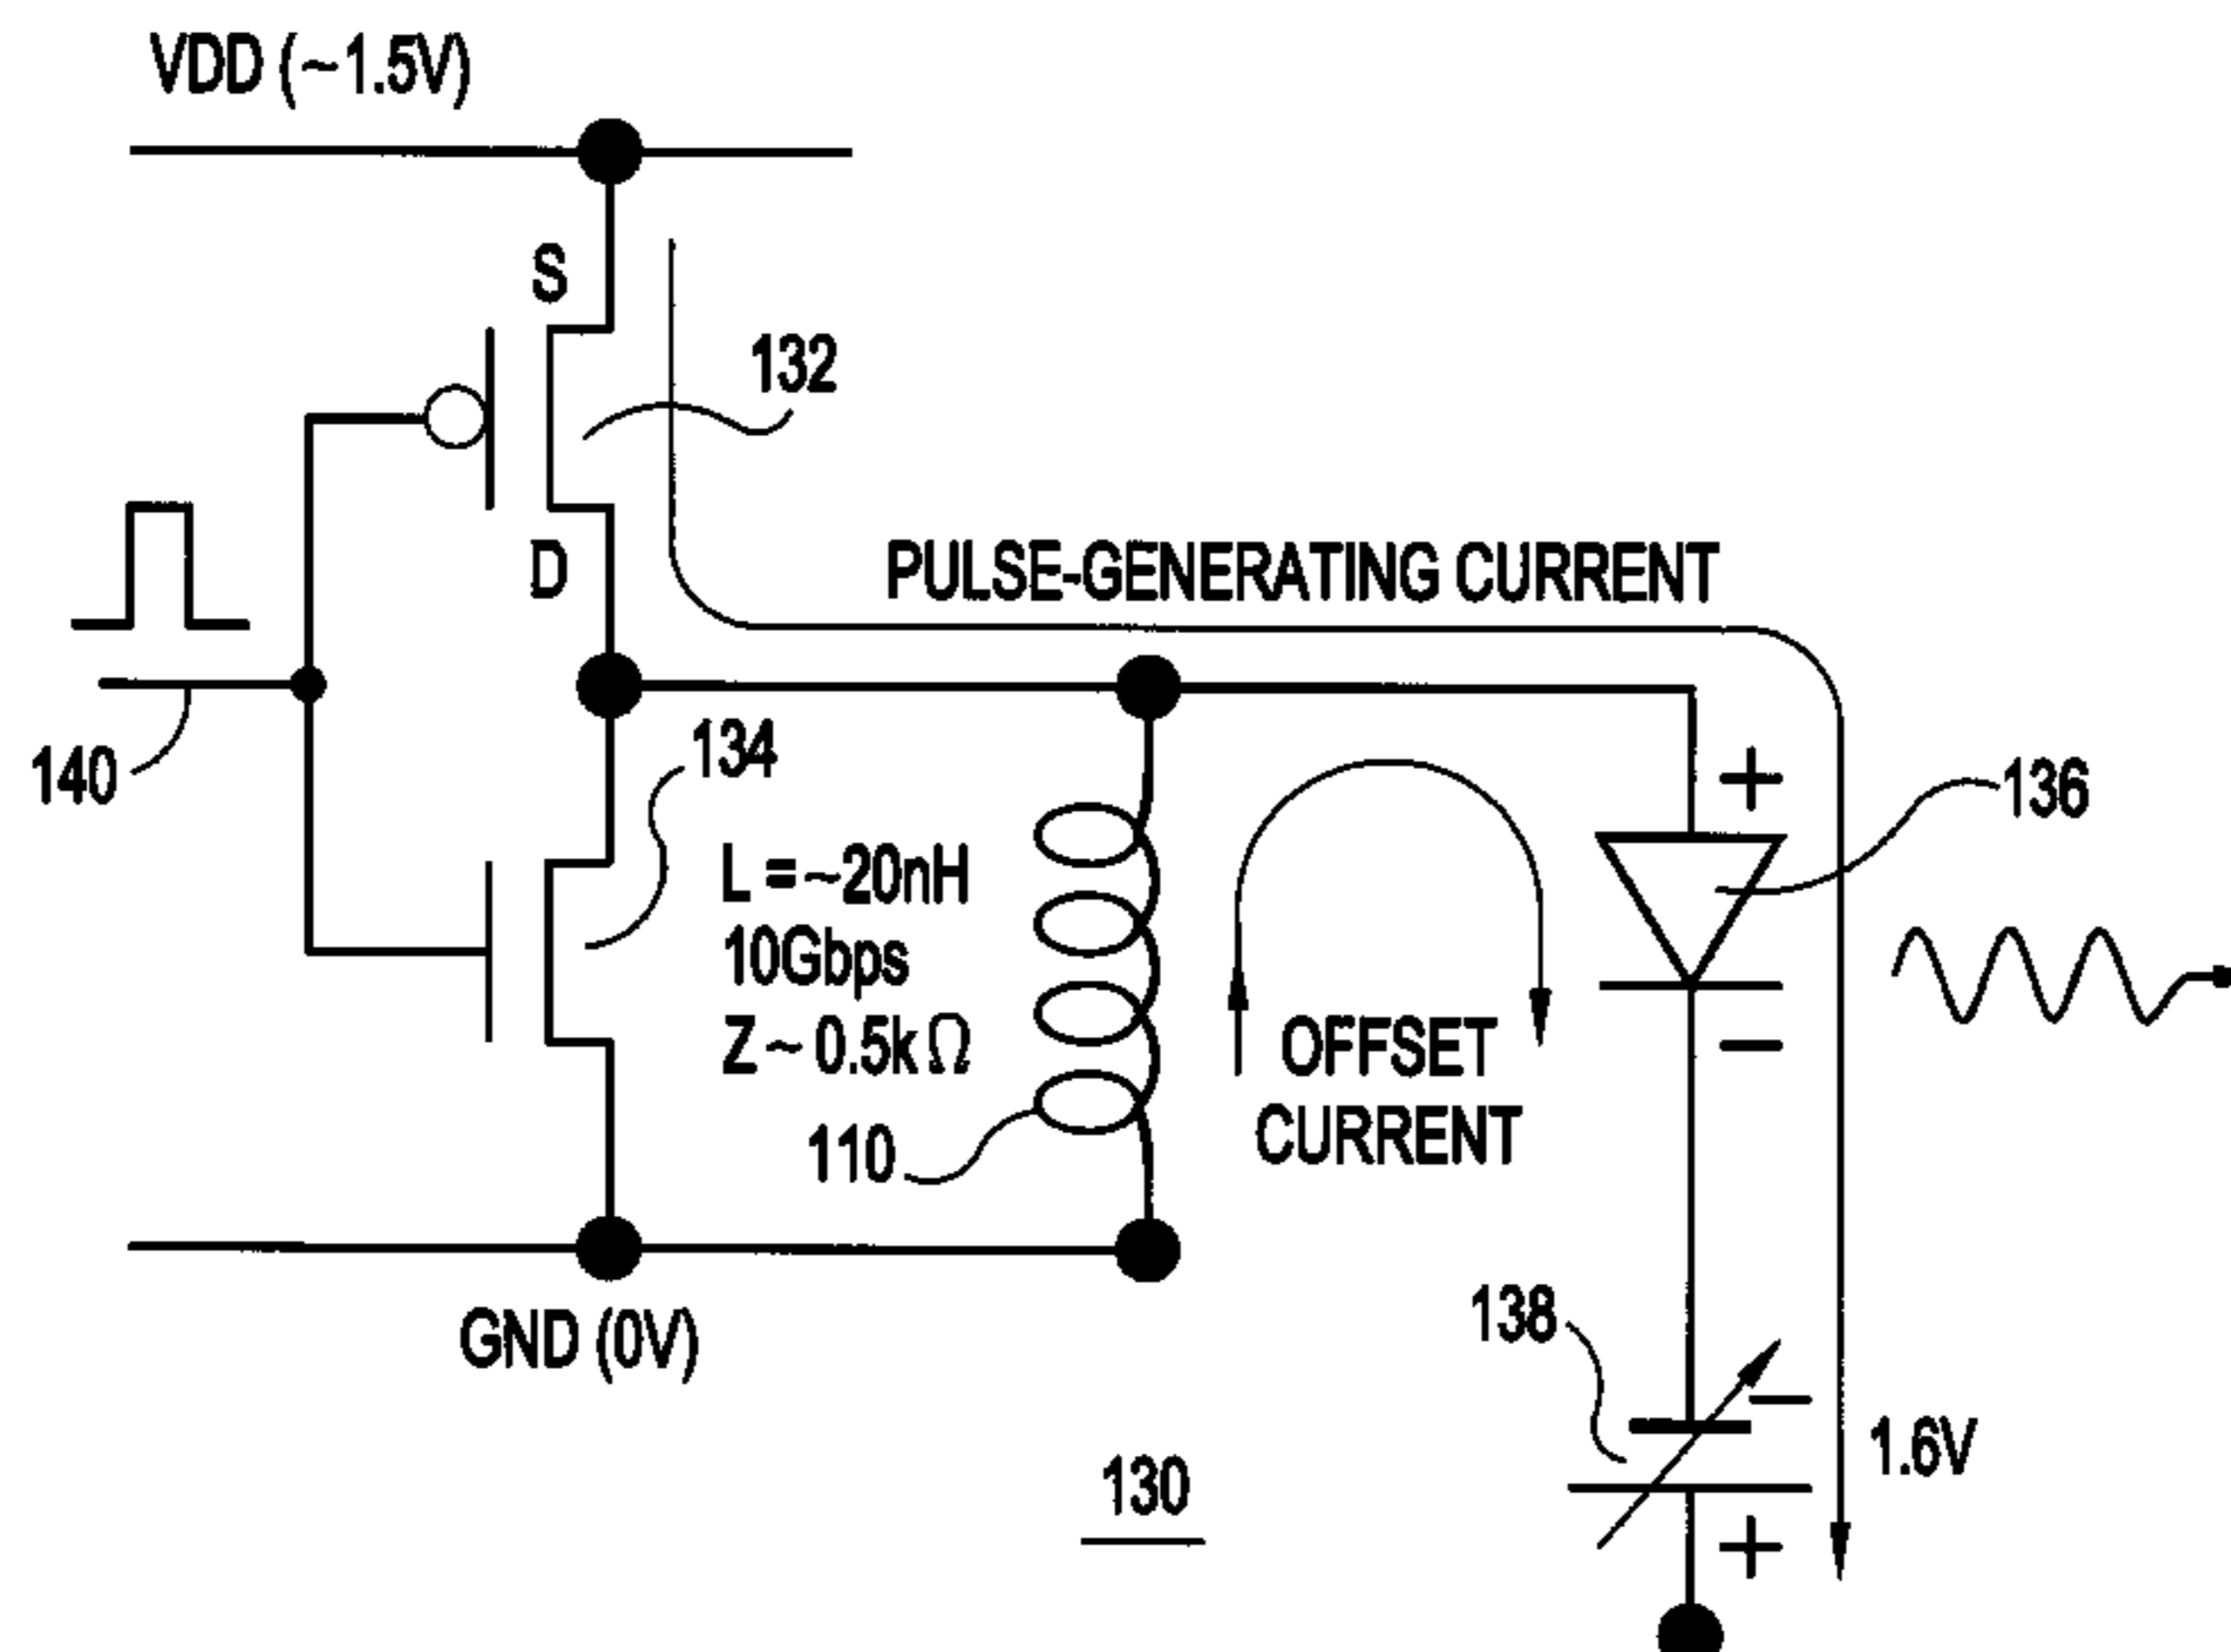 VDD (~1.5V)
S
132
D
PULSE-GENERATING CURRENT
140
134
+
136
L = ~20nH
10Gbps
Z ~ 0.5kΩ
−
OFFSET
CURRENT
110
GND (0V)
138
−
1.6V
130
+